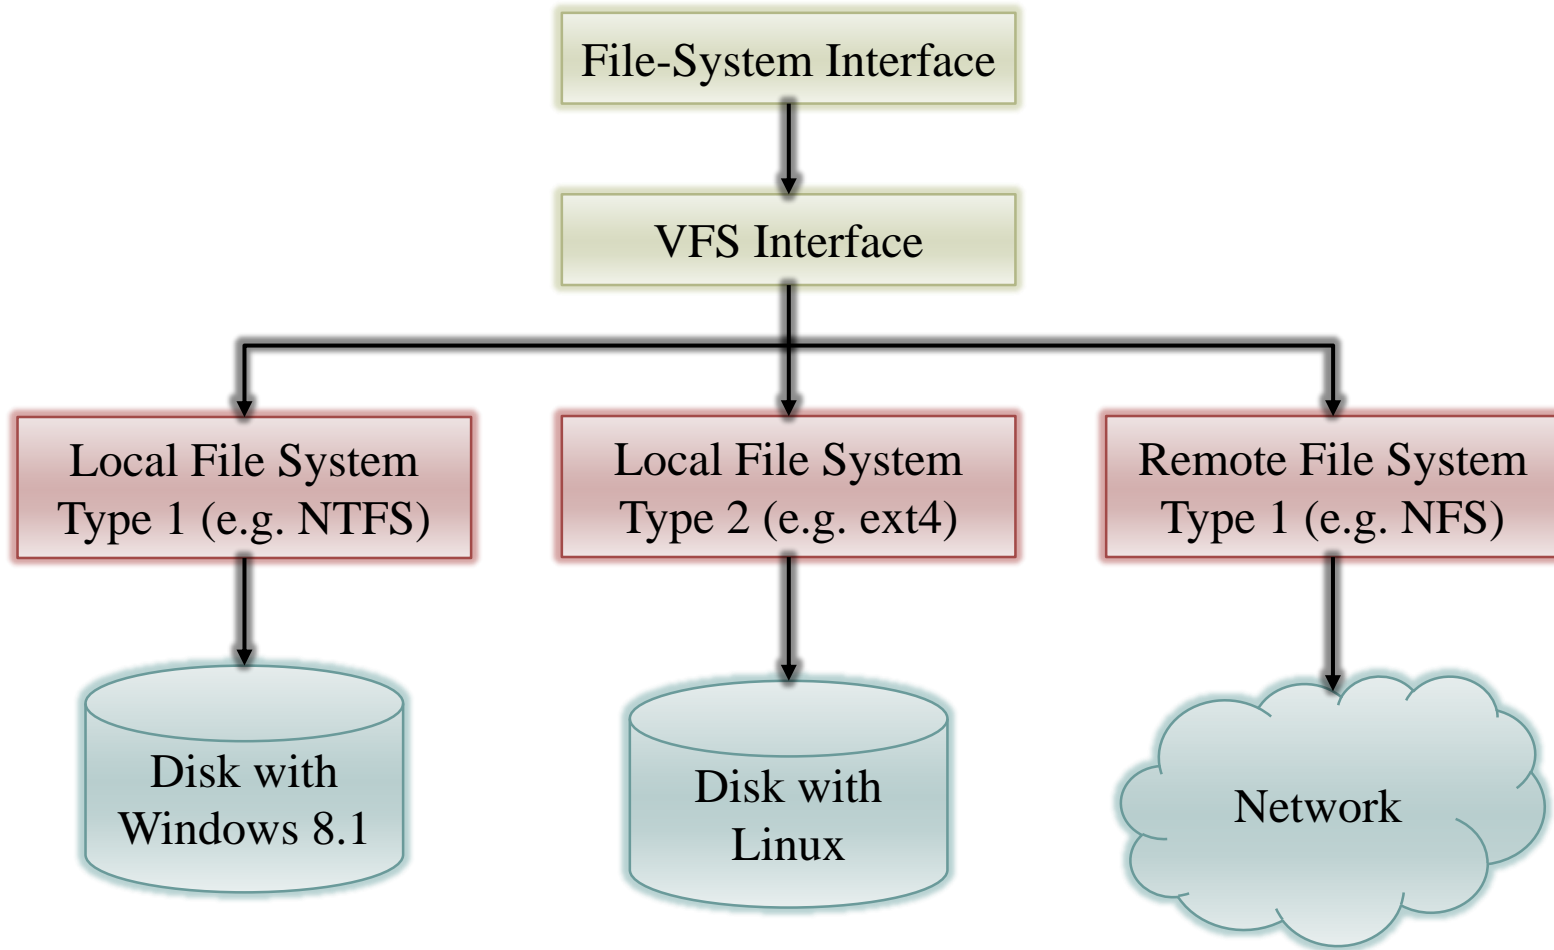 File-System Interface
VFS Interface
Local File System
Type 1 (e.g. NTFS)
Local File System
Type 2 (e.g. ext4)
Remote File System
Type 1 (e.g. NFS)
Disk with
Windows 8.1
Disk with
Linux
Network